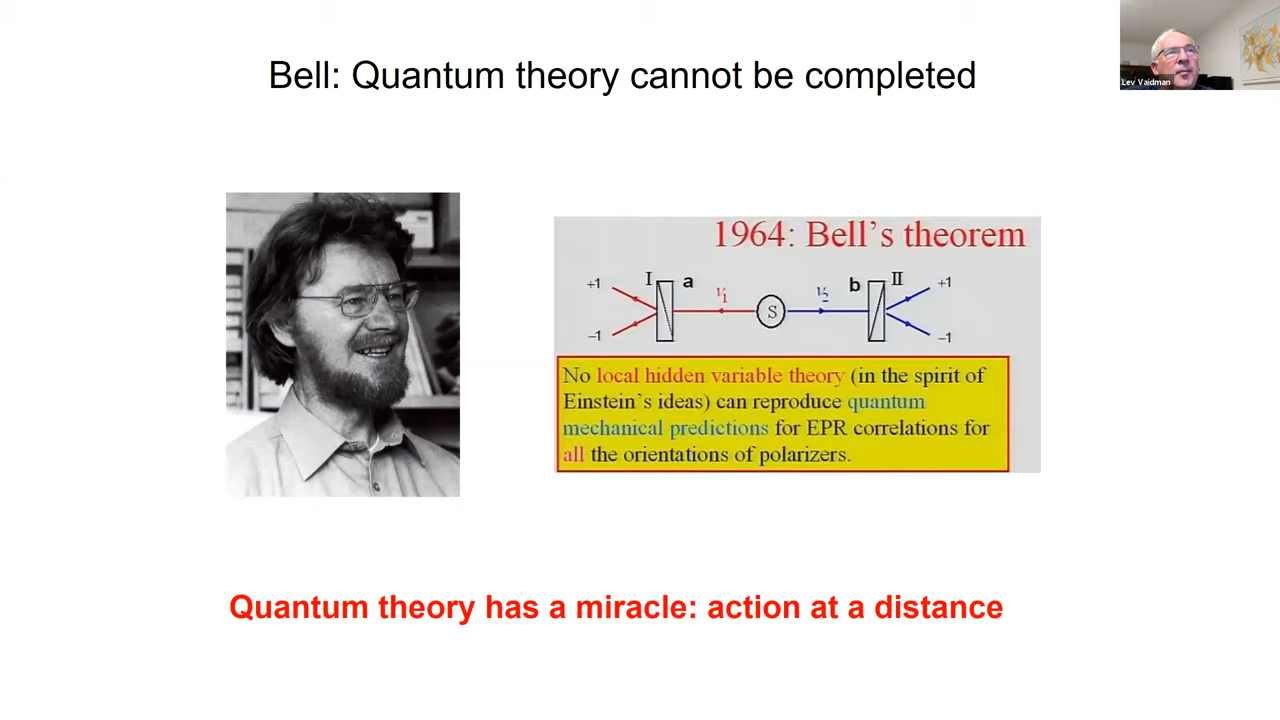 Bell: Quantum theory cannot be completed
Lev Vaidman
1964: Bell's theorem
+1 I a ν1 S ν2 b II +1
−1 −1
No local hidden variable theory (in the spirit of
Einstein's ideas) can reproduce quantum
mechanical predictions for EPR correlations for
all the orientations of polarizers.
Quantum theory has a miracle: action at a distance